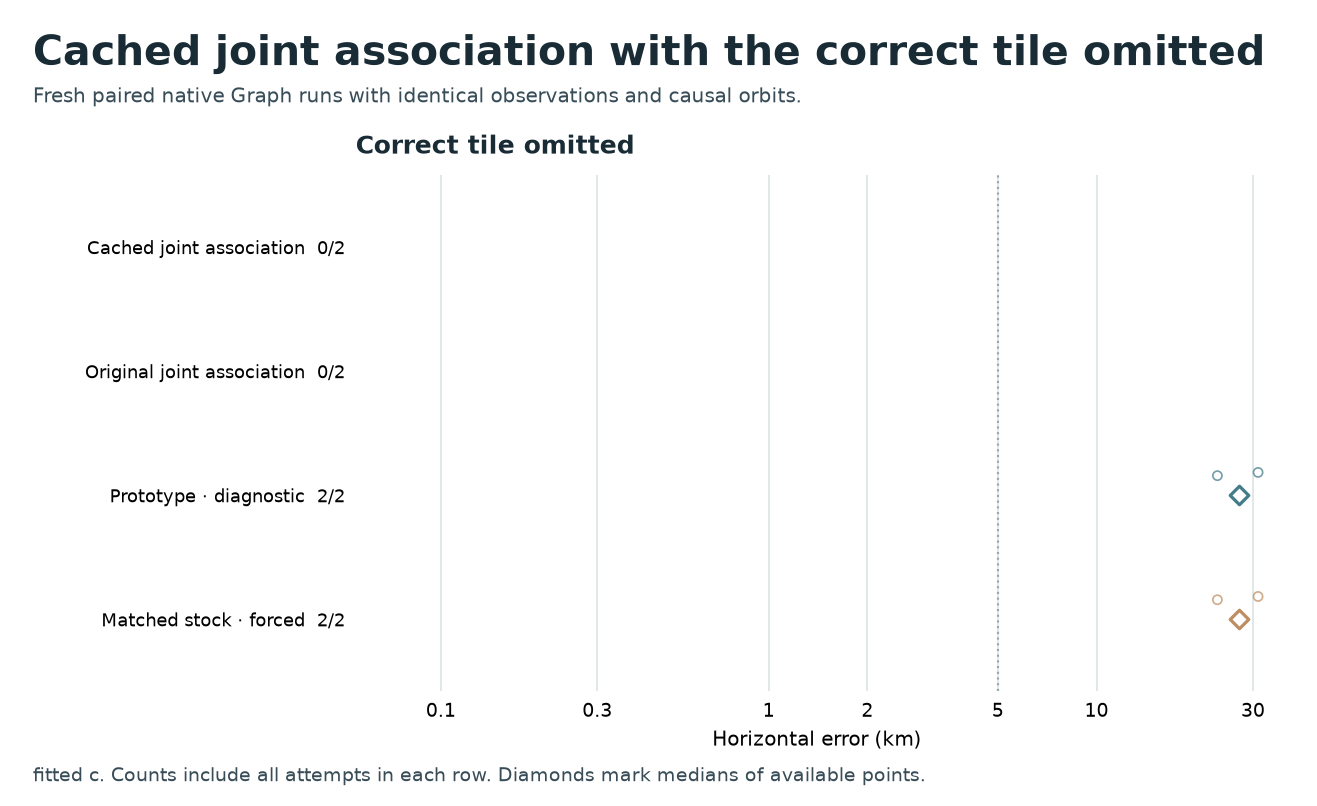 Cached joint association with the correct tile omitted
Fresh paired native Graph runs with identical observations and causal orbits.
Correct tile omitted
Cached joint association 0/2
Original joint association 0/2
Prototype · diagnostic 2/2
Matched stock · forced 2/2
0.1 0.3 1 2 5 10 30
Horizontal error (km)
fitted c. Counts include all attempts in each row. Diamonds mark medians of available points.